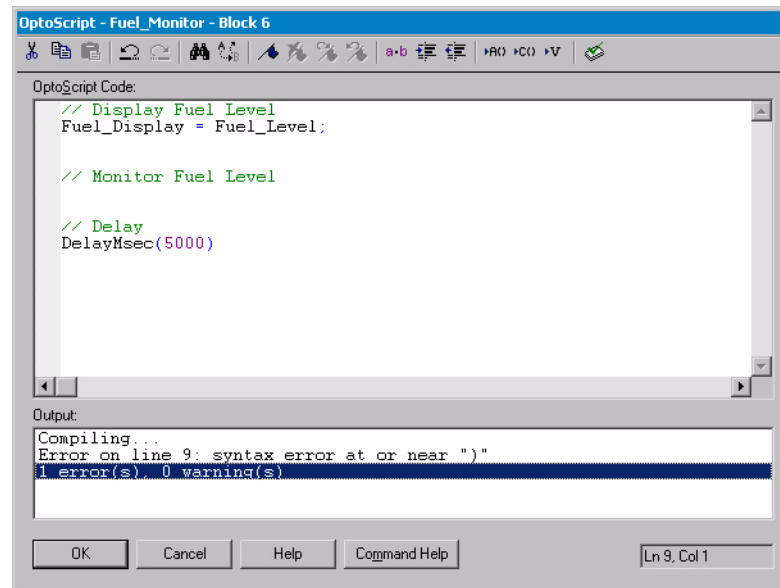 OptoScript - Fuel_Monitor - Block 6
a·b A() C() V
OptoScript Code:
// Display Fuel Level
Fuel_Display = Fuel_Level;
// Monitor Fuel Level
// Delay
DelayMsec(5000)
Output:
Compiling...
Error on line 9: syntax error at or near ")"
1 error(s), 0 warning(s)
OK Cancel Help Command Help Ln 9, Col 1